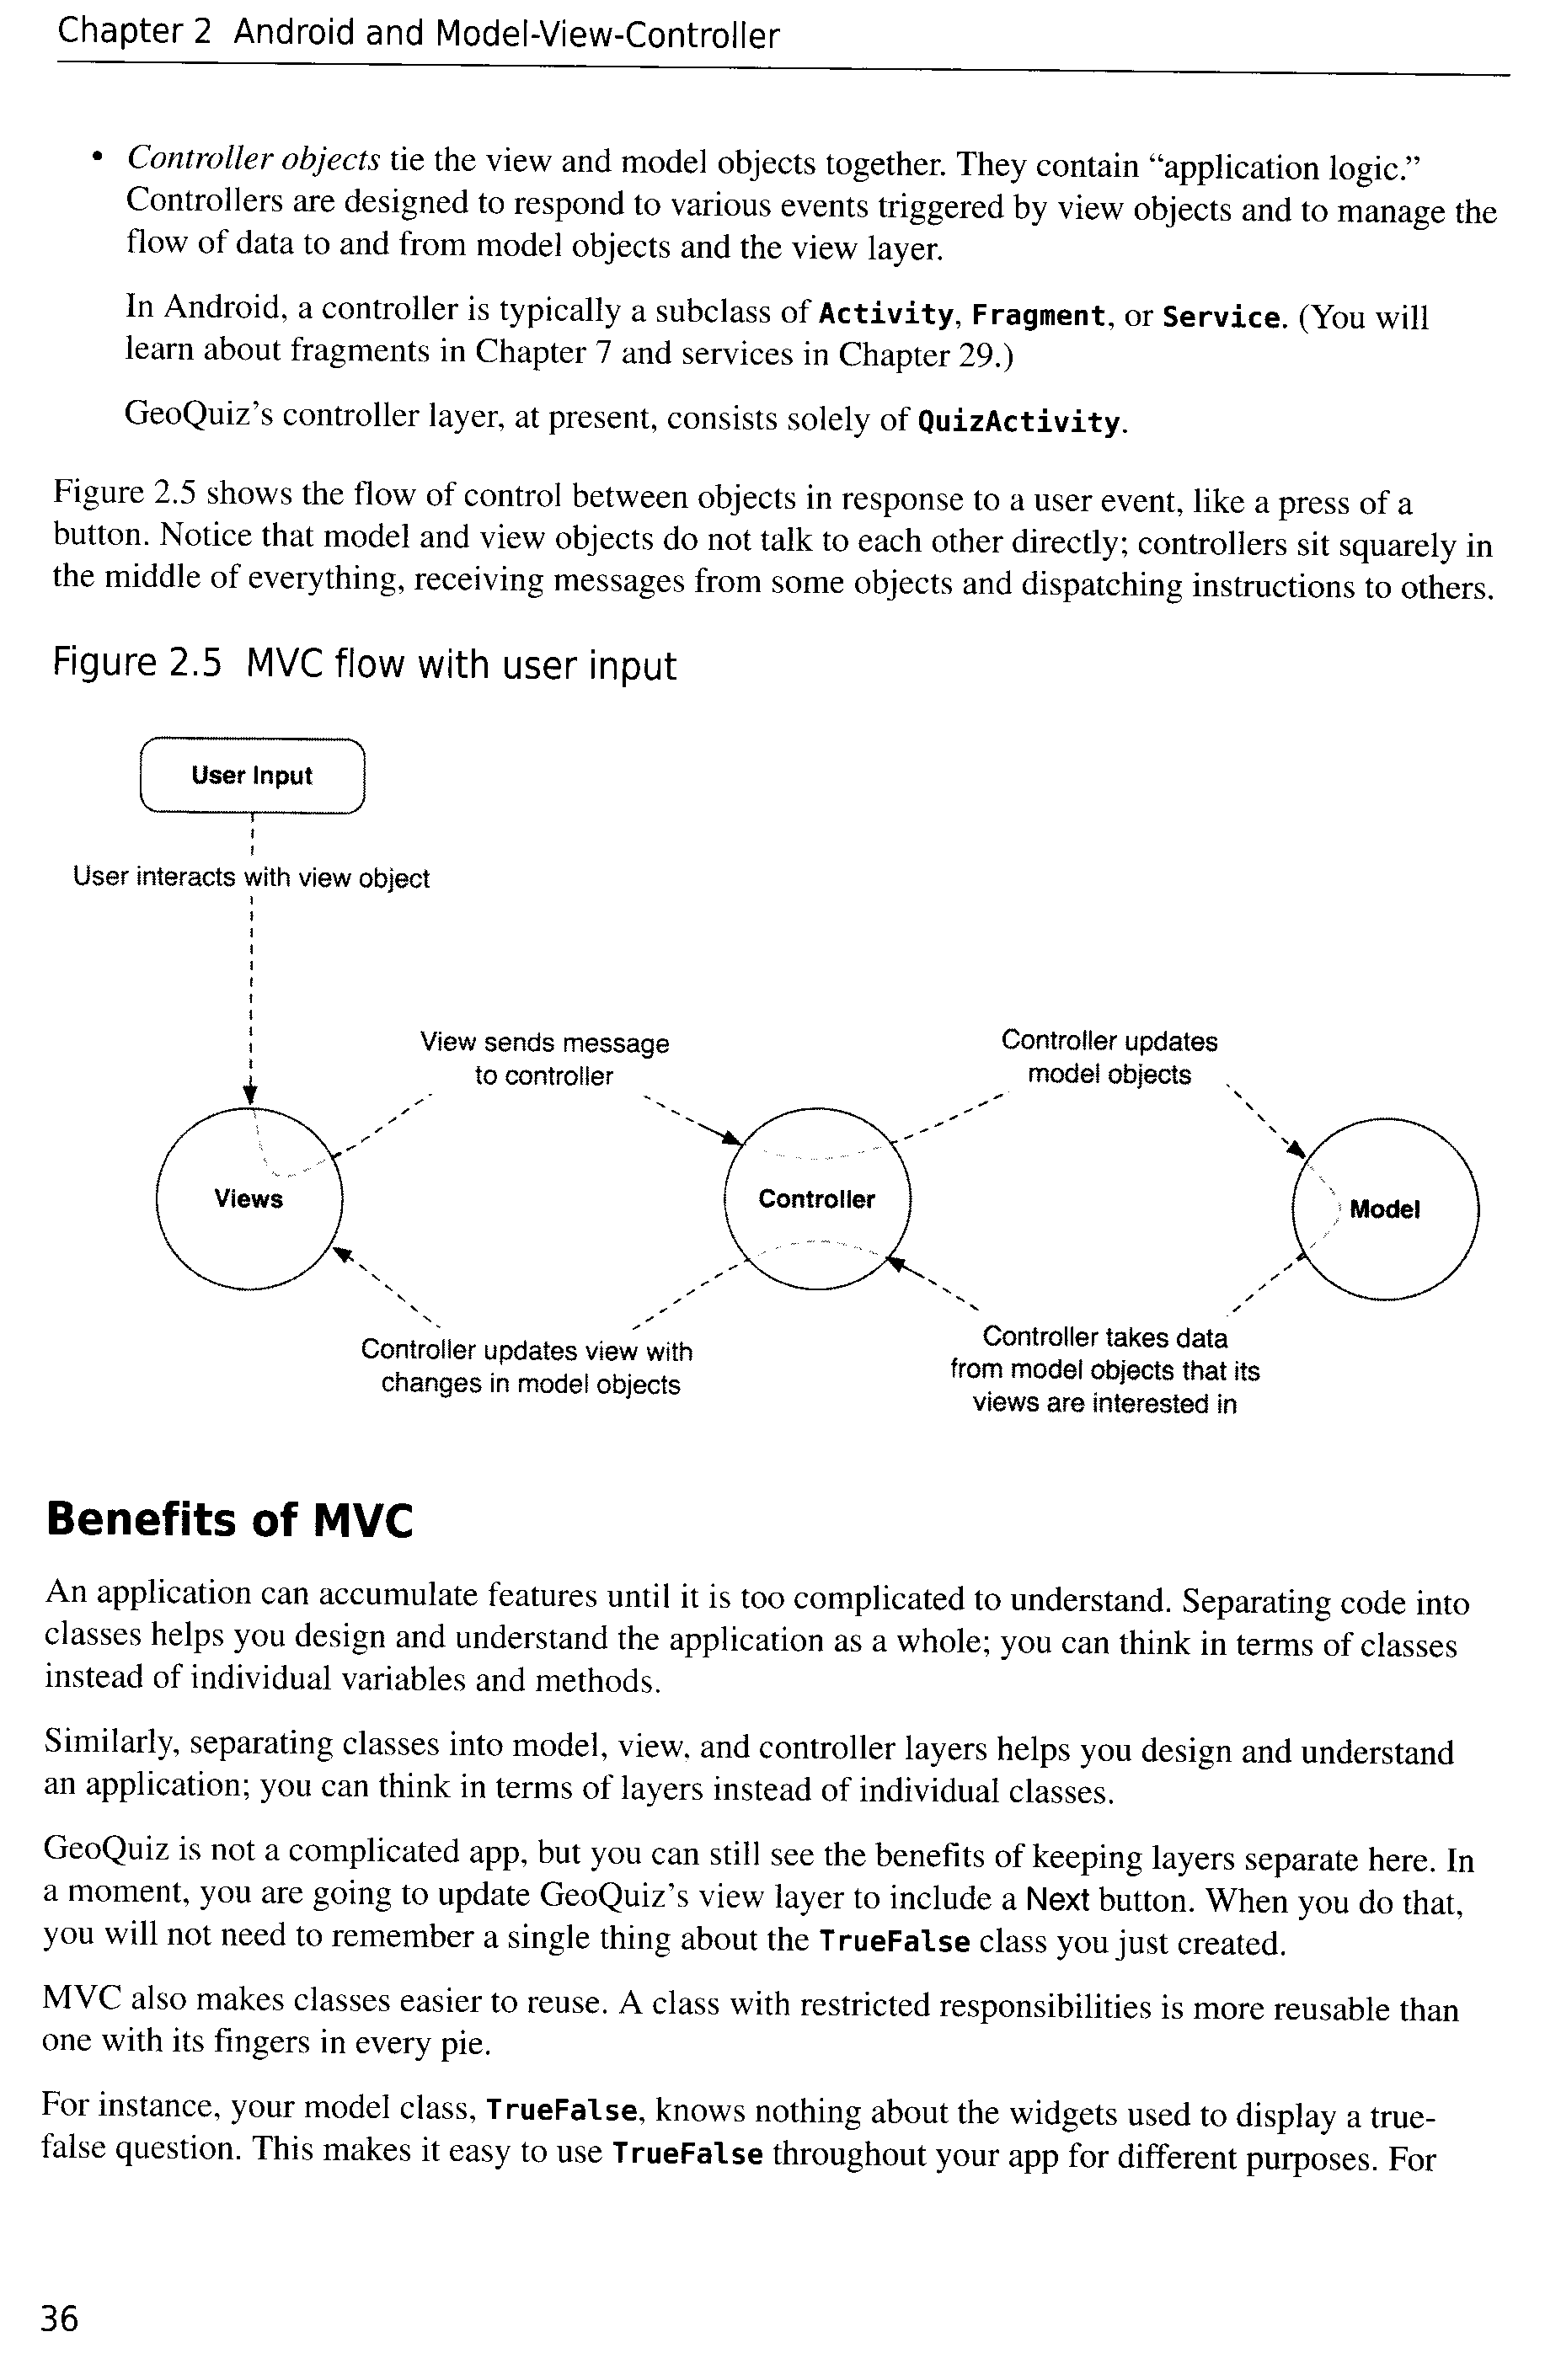 Chapter 2  Android and Model-View-Controller
• Controller objects tie the view and model objects together. They contain “application logic.”
Controllers are designed to respond to various events triggered by view objects and to manage the
flow of data to and from model objects and the view layer.
In Android, a controller is typically a subclass of Activity, Fragment, or Service. (You will
learn about fragments in Chapter 7 and services in Chapter 29.)
GeoQuiz’s controller layer, at present, consists solely of QuizActivity.
Figure 2.5 shows the flow of control between objects in response to a user event, like a press of a
button. Notice that model and view objects do not talk to each other directly; controllers sit squarely in
the middle of everything, receiving messages from some objects and dispatching instructions to others.
Figure 2.5  MVC flow with user input
User Input
User interacts with view object
View sends message
to controller
Controller updates
model objects
Views
Controller
Model
Controller updates view with
changes in model objects
Controller takes data
from model objects that its
views are interested in
Benefits of MVC
An application can accumulate features until it is too complicated to understand. Separating code into
classes helps you design and understand the application as a whole; you can think in terms of classes
instead of individual variables and methods.
Similarly, separating classes into model, view, and controller layers helps you design and understand
an application; you can think in terms of layers instead of individual classes.
GeoQuiz is not a complicated app, but you can still see the benefits of keeping layers separate here. In
a moment, you are going to update GeoQuiz’s view layer to include a Next button. When you do that,
you will not need to remember a single thing about the TrueFalse class you just created.
MVC also makes classes easier to reuse. A class with restricted responsibilities is more reusable than
one with its fingers in every pie.
For instance, your model class, TrueFalse, knows nothing about the widgets used to display a true-
false question. This makes it easy to use TrueFalse throughout your app for different purposes. For
36